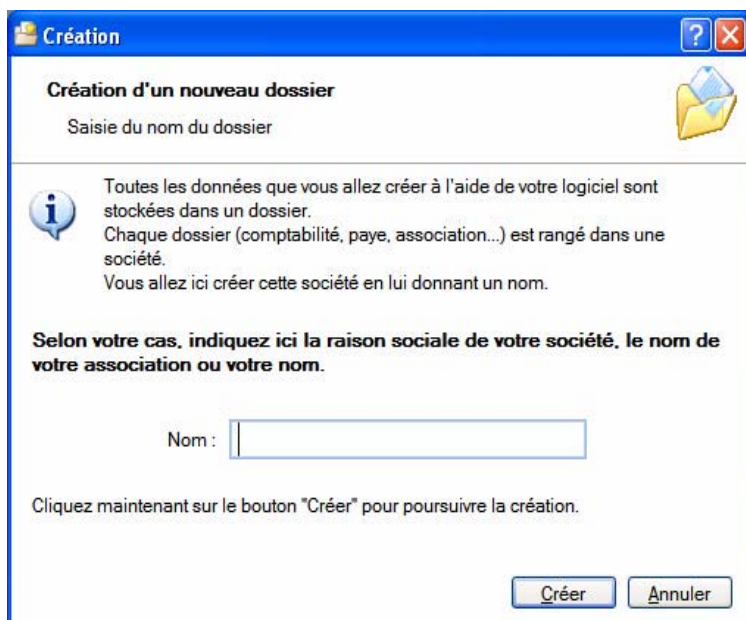 Création
Création d'un nouveau dossier
Saisie du nom du dossier
Toutes les données que vous allez créer à l'aide de votre logiciel sont
stockées dans un dossier.
Chaque dossier (comptabilité, paye, association...) est rangé dans une
société.
Vous allez ici créer cette société en lui donnant un nom.
Selon votre cas, indiquez ici la raison sociale de votre société, le nom de
votre association ou votre nom.
Nom :
Cliquez maintenant sur le bouton "Créer" pour poursuivre la création.
Créer Annuler